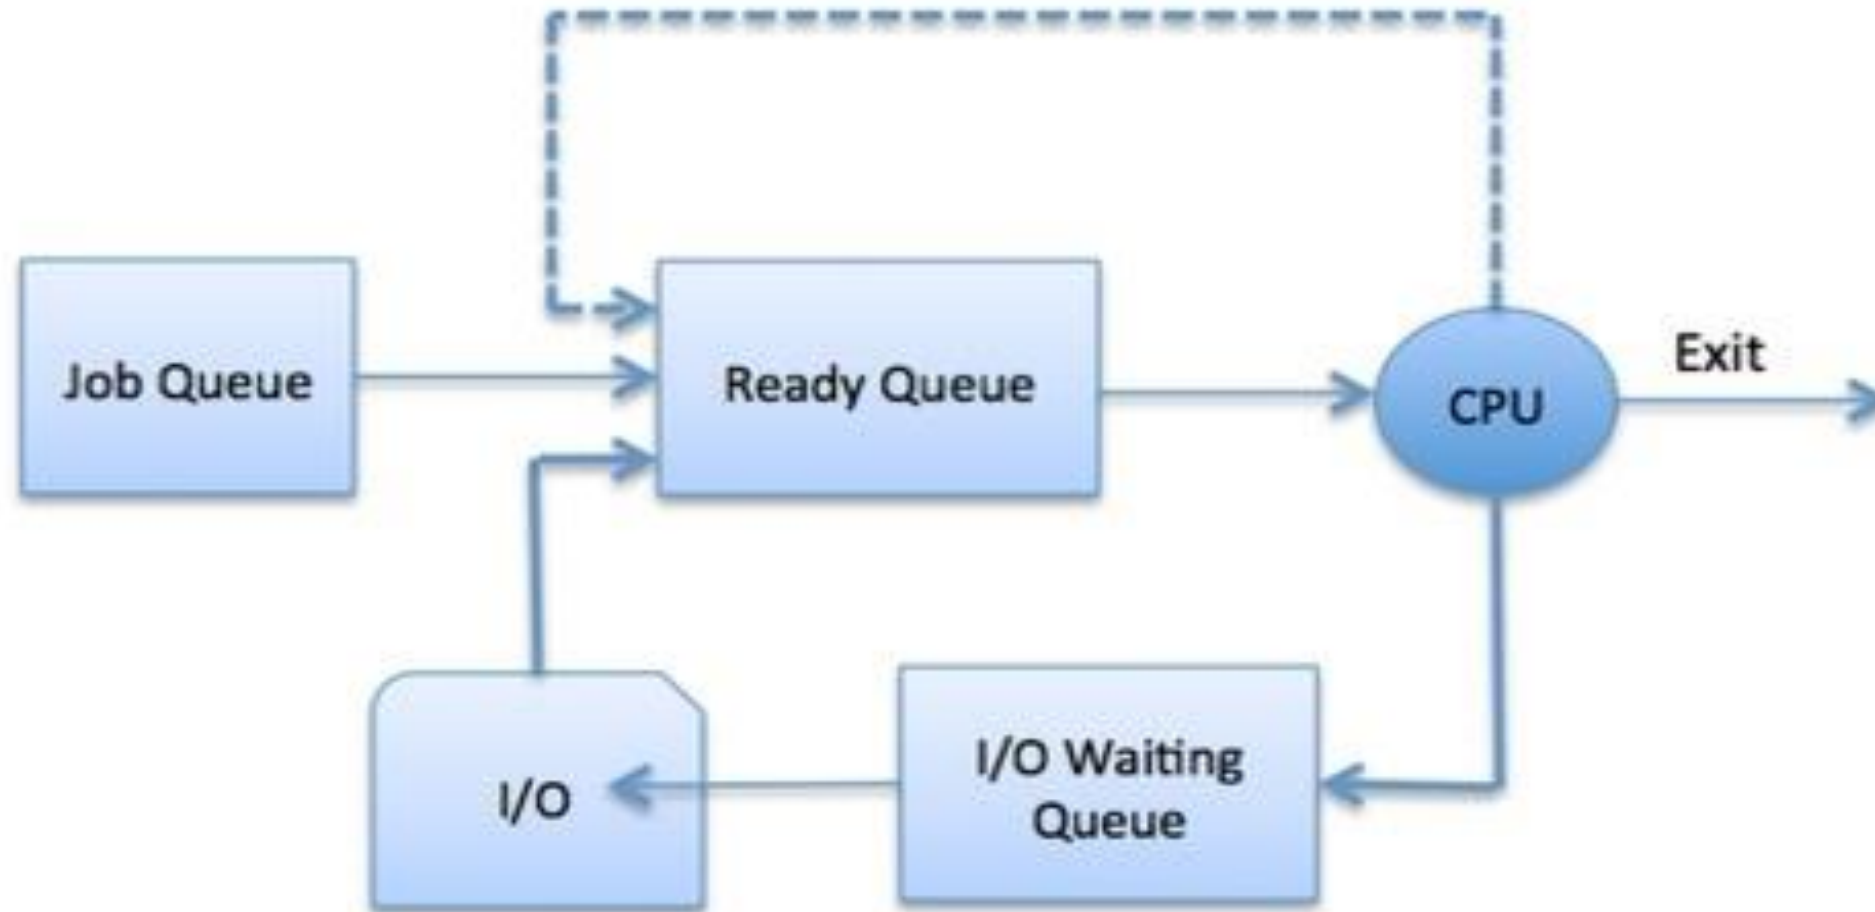 Job Queue
Ready Queue
CPU
Exit
I/O
I/O Waiting
Queue